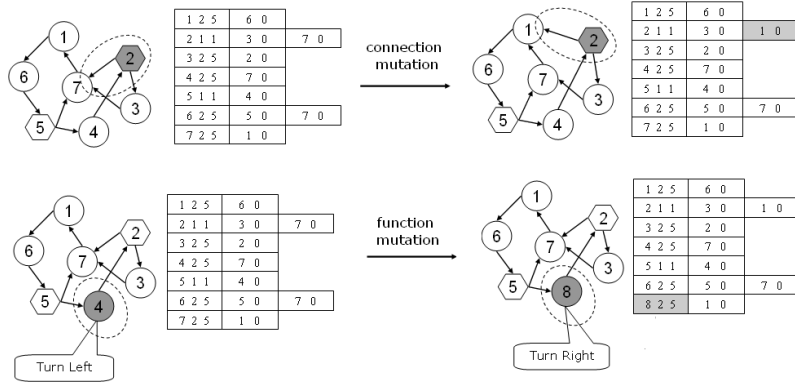 1
2
6
7
3
5
4
1 2 5 6 0
2 1 1 3 0 7 0
3 2 5 2 0
4 2 5 7 0
5 1 1 4 0
6 2 5 5 0 7 0
7 2 5 1 0
connection
mutation
1
2
6
7
3
5
4
1 2 5 6 0
2 1 1 3 0 1 0
3 2 5 2 0
4 2 5 7 0
5 1 1 4 0
6 2 5 5 0 7 0
7 2 5 1 0
1
2
6
7
3
5
4
Turn Left
1 2 5 6 0
2 1 1 3 0 7 0
3 2 5 2 0
4 2 5 7 0
5 1 1 4 0
6 2 5 5 0 7 0
7 2 5 1 0
function
mutation
1
2
6
7
3
5
8
Turn Right
1 2 5 6 0
2 1 1 3 0 1 0
3 2 5 2 0
4 2 5 7 0
5 1 1 4 0
6 2 5 5 0 7 0
8 2 5 1 0